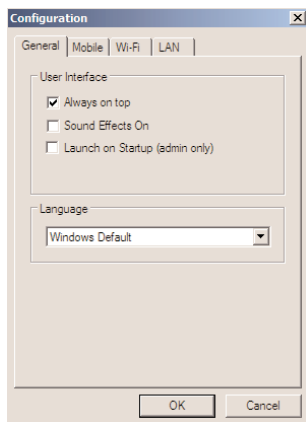 Configuration
General Mobile Wi-Fi LAN
User Interface
Always on top
Sound Effects On
Launch on Startup (admin only)
Language
Windows Default
OK Cancel